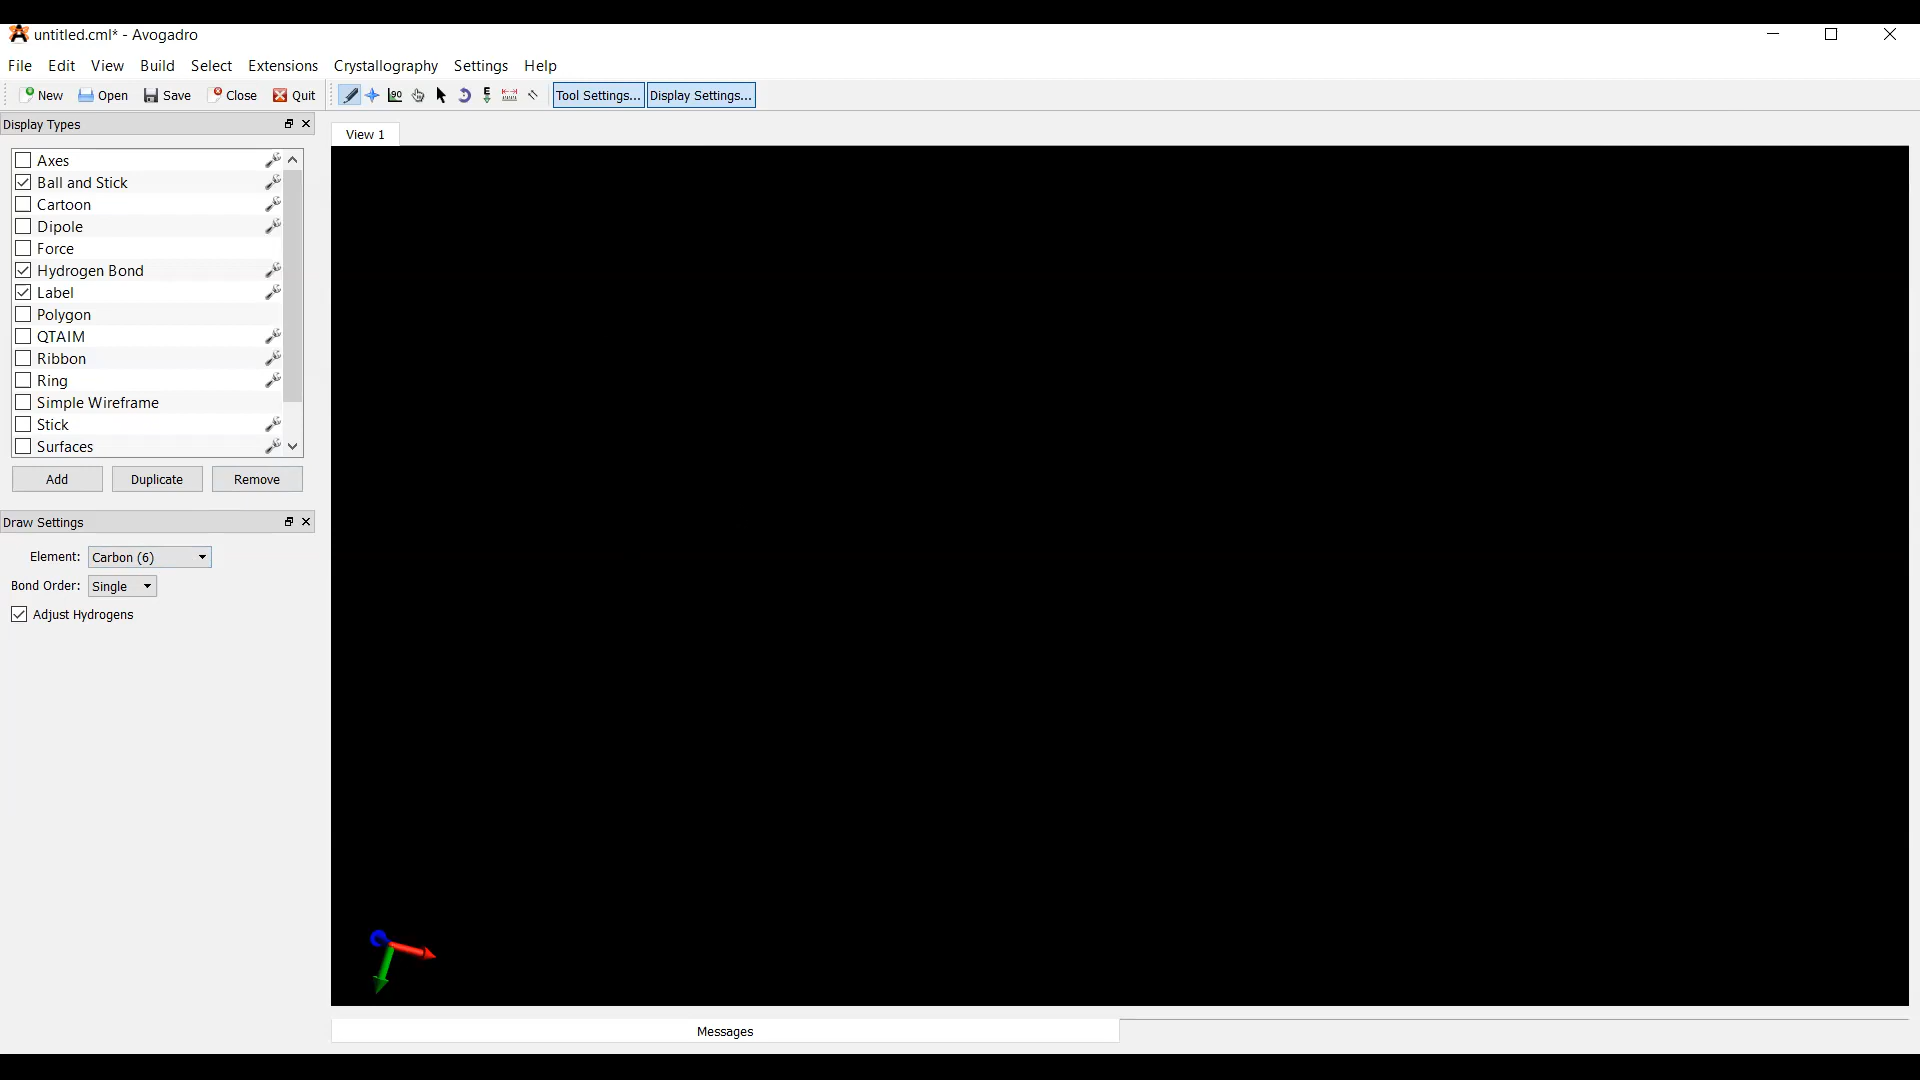 untitled.cml* - Avogadro
File Edit View Build Select Extensions Crystallography Settings Help
New Open Save Close Quit Tool Settings... Display Settings...
Display Types
View 1
Axes
Ball and Stick
Cartoon
Dipole
Force
Hydrogen Bond
Label
Polygon
QTAIM
Ribbon
Ring
Simple Wireframe
Stick
Surfaces
Add Duplicate Remove
Draw Settings
Element: Carbon (6)
Bond Order: Single
Adjust Hydrogens
Messages